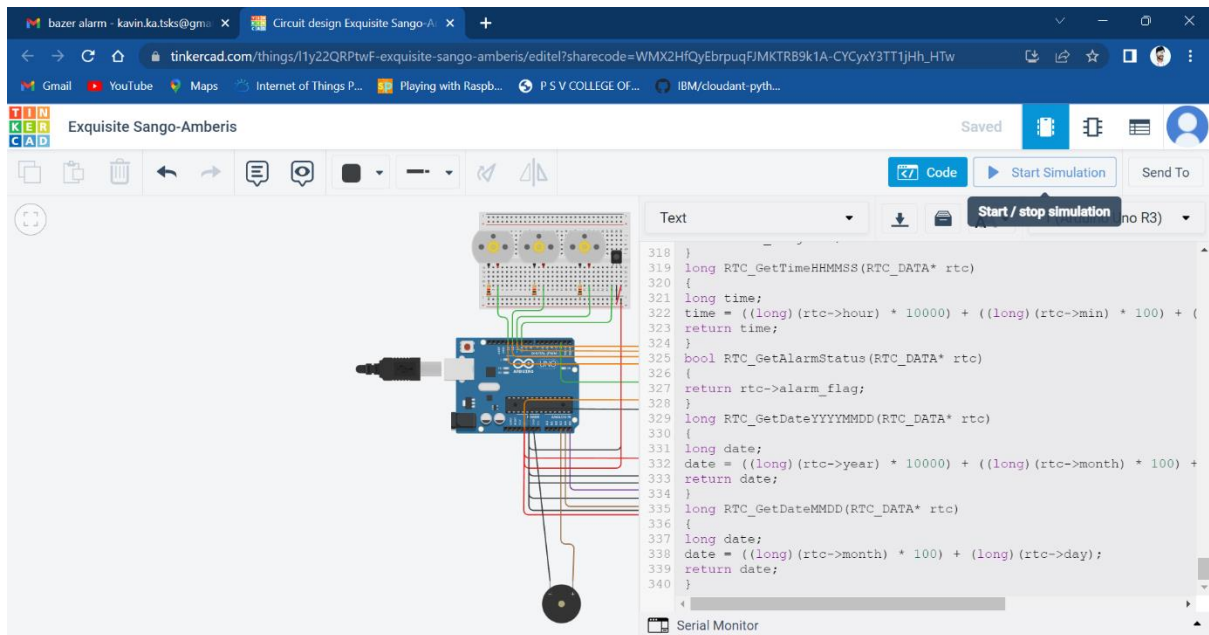 bazer alarm - kavin.ka.tsks@gma
Circuit design Exquisite Sango-A
tinkercad.com/things/l1y22QRPtwF-exquisite-sango-amberis/editel?sharecode=WMX2HfQyEbrpuqFJMKTRB9k1A-CYCyxY3TT1jHh_HTw
Gmail YouTube Maps Internet of Things P... Playing with Raspb... P S V COLLEGE OF... IBM/cloudant-pyth...
TIN
KER
CAD
Exquisite Sango-Amberis
Saved
Code
Start Simulation
Send To
Text
Start / stop simulation
no R3)
318 }
319 long RTC_GetTimeHHMMSS(RTC_DATA* rtc)
320 {
321 long time;
322 time = ((long)(rtc->hour) * 10000) + ((long)(rtc->min) * 100) + (
323 return time;
324 }
325 bool RTC_GetAlarmStatus(RTC_DATA* rtc)
326 {
327 return rtc->alarm_flag;
328 }
329 long RTC_GetDateYYYYMMDD(RTC_DATA* rtc)
330 {
331 long date;
332 date = ((long)(rtc->year) * 10000) + ((long)(rtc->month) * 100) +
333 return date;
334 }
335 long RTC_GetDateMMDD(RTC_DATA* rtc)
336 {
337 long date;
338 date = ((long)(rtc->month) * 100) + (long)(rtc->day);
339 return date;
340 }
Serial Monitor
UNO
ARDUINO